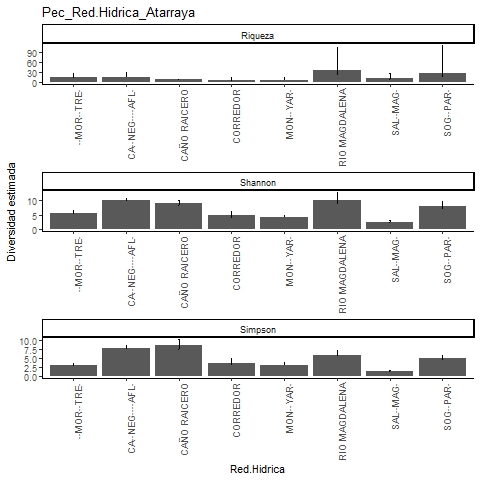 Pec_Red.Hidrica_Atarraya
Diversidad estimada
Riqueza
90
60
30
0
--MOR--TRE-
CA--NEG----AFL-
CAÑO RAICERO
CORREDOR
MON--YAR-
RIO MAGDALENA
SAL--MAG-
SOG--PAR-
Shannon
10
5
0
--MOR--TRE-
CA--NEG----AFL-
CAÑO RAICERO
CORREDOR
MON--YAR-
RIO MAGDALENA
SAL--MAG-
SOG--PAR-
Simpson
10.0
7.5
5.0
2.5
0.0
--MOR--TRE-
CA--NEG----AFL-
CAÑO RAICERO
CORREDOR
MON--YAR-
RIO MAGDALENA
SAL--MAG-
SOG--PAR-
Red.Hidrica